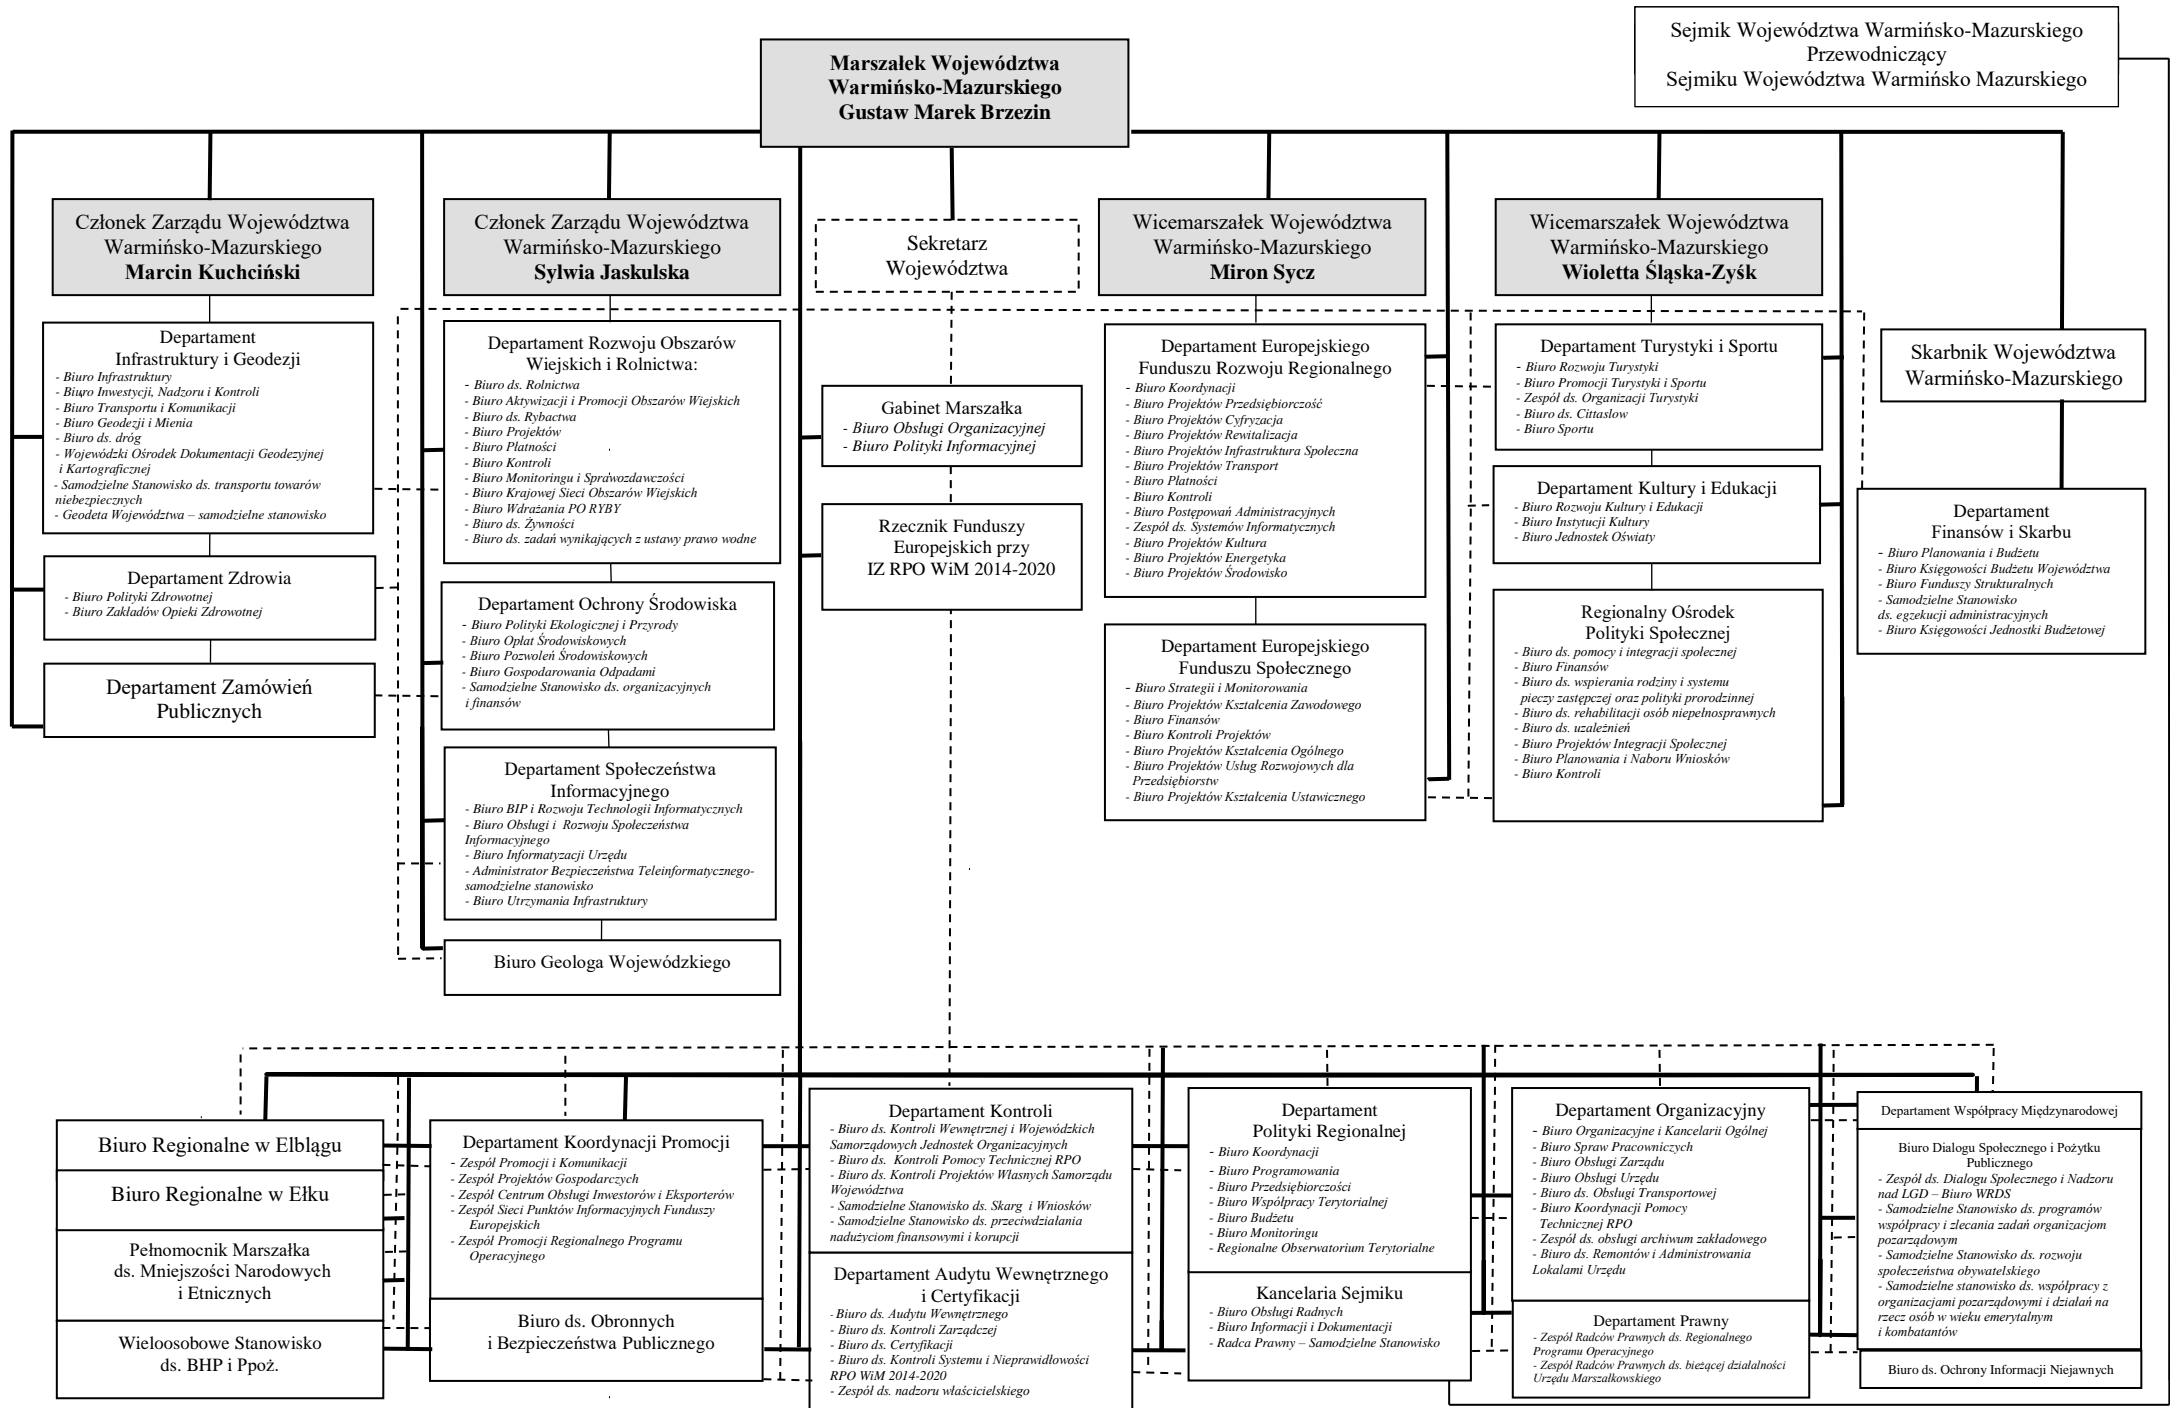 Sejmik Województwa Warmińsko-Mazurskiego
Przewodniczący
Sejmiku Województwa Warmińsko Mazurskiego
Marszałek Województwa
Warmińsko-Mazurskiego
Gustaw Marek Brzezin
Członek Zarządu Województwa
Warmińsko-Mazurskiego
Marcin Kuchciński
Członek Zarządu Województwa
Warmińsko-Mazurskiego
Sylwia Jaskulska
Sekretarz
Województwa
Wicemarszałek Województwa
Warmińsko-Mazurskiego
Miron Sycz
Wicemarszałek Województwa
Warmińsko-Mazurskiego
Wioletta Śląska-Zyśk
Departament
Infrastruktury i Geodezji
- Biuro Infrastruktury
- Biuro Inwestycji, Nadzoru i Kontroli
- Biuro Transportu i Komunikacji
- Biuro Geodezji i Mienia
- Biuro ds. dróg
- Wojewódzki Ośrodek Dokumentacji Geodezyjnej
i Kartograficznej
- Samodzielne Stanowisko ds. transportu towarów
niebezpiecznych
- Geodeta Województwa – samodzielne stanowisko
Departament Zdrowia
- Biuro Polityki Zdrowotnej
- Biuro Zakładów Opieki Zdrowotnej
Departament Zamówień
Publicznych
Departament Rozwoju Obszarów
Wiejskich i Rolnictwa:
- Biuro ds. Rolnictwa
- Biuro Aktywizacji i Promocji Obszarów Wiejskich
- Biuro ds. Rybactwa
- Biuro Projektów
- Biuro Płatności
- Biuro Kontroli
- Biuro Monitoringu i Sprawozdawczości
- Biuro Krajowej Sieci Obszarów Wiejskich
- Biuro Wdrażania PO RYBY
- Biuro ds. Żywności
- Biuro ds. zadań wynikających z ustawy prawo wodne
Departament Ochrony Środowiska
- Biuro Polityki Ekologicznej i Przyrody
- Biuro Opłat Środowiskowych
- Biuro Pozwoleń Środowiskowych
- Biuro Gospodarowania Odpadami
- Samodzielne Stanowisko ds. organizacyjnych
i finansów
Departament Społeczeństwa
Informacyjnego
- Biuro BIP i Rozwoju Technologii Informatycznych
- Biuro Obsługi i Rozwoju Społeczeństwa
Informacyjnego
- Biuro Informatyzacji Urzędu
- Administrator Bezpieczeństwa Teleinformatycznego-
samodzielne stanowisko
- Biuro Utrzymania Infrastruktury
Biuro Geologa Wojewódzkiego
Gabinet Marszałka
- Biuro Obsługi Organizacyjnej
- Biuro Polityki Informacyjnej
Rzecznik Funduszy
Europejskich przy
IZ RPO WiM 2014-2020
Departament Europejskiego
Funduszu Rozwoju Regionalnego
- Biuro Koordynacji
- Biuro Projektów Przedsiębiorczość
- Biuro Projektów Cyfryzacja
- Biuro Projektów Rewitalizacja
- Biuro Projektów Infrastruktura Społeczna
- Biuro Projektów Transport
- Biuro Płatności
- Biuro Kontroli
- Biuro Postępowań Administracyjnych
- Zespół ds. Systemów Informatycznych
- Biuro Projektów Kultura
- Biuro Projektów Energetyka
- Biuro Projektów Środowisko
Departament Europejskiego
Funduszu Społecznego
- Biuro Strategii i Monitorowania
- Biuro Projektów Kształcenia Zawodowego
- Biuro Finansów
- Biuro Kontroli Projektów
- Biuro Projektów Kształcenia Ogólnego
- Biuro Projektów Usług Rozwojowych dla
Przedsiębiorstw
- Biuro Projektów Kształcenia Ustawicznego
Departament Turystyki i Sportu
- Biuro Rozwoju Turystyki
- Biuro Promocji Turystyki i Sportu
- Zespół ds. Organizacji Turystyki
- Biuro ds. Cittaslow
- Biuro Sportu
Departament Kultury i Edukacji
- Biuro Rozwoju Kultury i Edukacji
- Biuro Instytucji Kultury
- Biuro Jednostek Oświaty
Regionalny Ośrodek
Polityki Społecznej
- Biuro ds. pomocy i integracji społecznej
- Biuro Finansów
- Biuro ds. wspierania rodziny i systemu
pieczy zastępczej oraz polityki prorodzinnej
- Biuro ds. rehabilitacji osób niepełnosprawnych
- Biuro ds. uzależnień
- Biuro Projektów Integracji Społecznej
- Biuro Planowania i Naboru Wniosków
- Biuro Kontroli
Skarbnik Województwa
Warmińsko-Mazurskiego
Departament
Finansów i Skarbu
- Biuro Planowania i Budżetu
- Biuro Księgowości Budżetu Województwa
- Biuro Funduszy Strukturalnych
- Samodzielne Stanowisko
ds. egzekucji administracyjnych
- Biuro Księgowości Jednostki Budżetowej
Biuro Regionalne w Elblągu
Biuro Regionalne w Ełku
Pełnomocnik Marszałka
ds. Mniejszości Narodowych
i Etnicznych
Wieloosobowe Stanowisko
ds. BHP i Ppoż.
Departament Koordynacji Promocji
- Zespół Promocji i Komunikacji
- Zespół Projektów Gospodarczych
- Zespół Centrum Obsługi Inwestorów i Eksporterów
- Zespół Sieci Punktów Informacyjnych Funduszy
Europejskich
- Zespół Promocji Regionalnego Programu
Operacyjnego
Biuro ds. Obronnych
i Bezpieczeństwa Publicznego
Departament Kontroli
- Biuro ds. Kontroli Wewnętrznej i Wojewódzkich
Samorządowych Jednostek Organizacyjnych
- Biuro ds. Kontroli Pomocy Technicznej RPO
- Biuro ds. Kontroli Projektów Własnych Samorządu
Województwa
- Samodzielne Stanowisko ds. Skarg i Wniosków
- Samodzielne Stanowisko ds. przeciwdziałania
nadużyciom finansowymi i korupcji
Departament Audytu Wewnętrznego
i Certyfikacji
- Biuro ds. Audytu Wewnętrznego
- Biuro ds. Kontroli Zarządczej
- Biuro ds. Certyfikacji
- Biuro ds. Kontroli Systemu i Nieprawidłowości
RPO WiM 2014-2020
- Zespół ds. nadzoru właścicielskiego
Departament
Polityki Regionalnej
- Biuro Koordynacji
- Biuro Programowania
- Biuro Przedsiębiorczości
- Biuro Współpracy Terytorialnej
- Biuro Budżetu
- Biuro Monitoringu
- Regionalne Obserwatorium Terytorialne
Kancelaria Sejmiku
- Biuro Obsługi Radnych
- Biuro Informacji i Dokumentacji
- Radca Prawny – Samodzielne Stanowisko
Departament Organizacyjny
- Biuro Organizacyjne i Kancelarii Ogólnej
- Biuro Spraw Pracowniczych
- Biuro Obsługi Zarządu
- Biuro Obsługi Urzędu
- Biuro ds. Obsługi Transportowej
- Biuro Koordynacji Pomocy
Technicznej RPO
- Zespół ds. obsługi archiwum zakładowego
- Biuro ds. Remontów i Administrowania
Lokalami Urzędu
Departament Prawny
- Zespół Radców Prawnych ds. Regionalnego
Programu Operacyjnego
- Zespół Radców Prawnych ds. bieżącej działalności
Urzędu Marszałkowskiego
Departament Współpracy Międzynarodowej
Biuro Dialogu Społecznego i Pożytku
Publicznego
- Zespół ds. Dialogu Społecznego i Nadzoru
nad LGD – Biuro WRDS
- Samodzielne Stanowisko ds. programów
współpracy i zlecania zadań organizacjom
pozarządowym
- Samodzielne Stanowisko ds. rozwoju
społeczeństwa obywatelskiego
- Samodzielne stanowisko ds. współpracy z
organizacjami pozarządowymi i działań na
rzecz osób w wieku emerytalnym
i kombatantów
Biuro ds. Ochrony Informacji Niejawnych